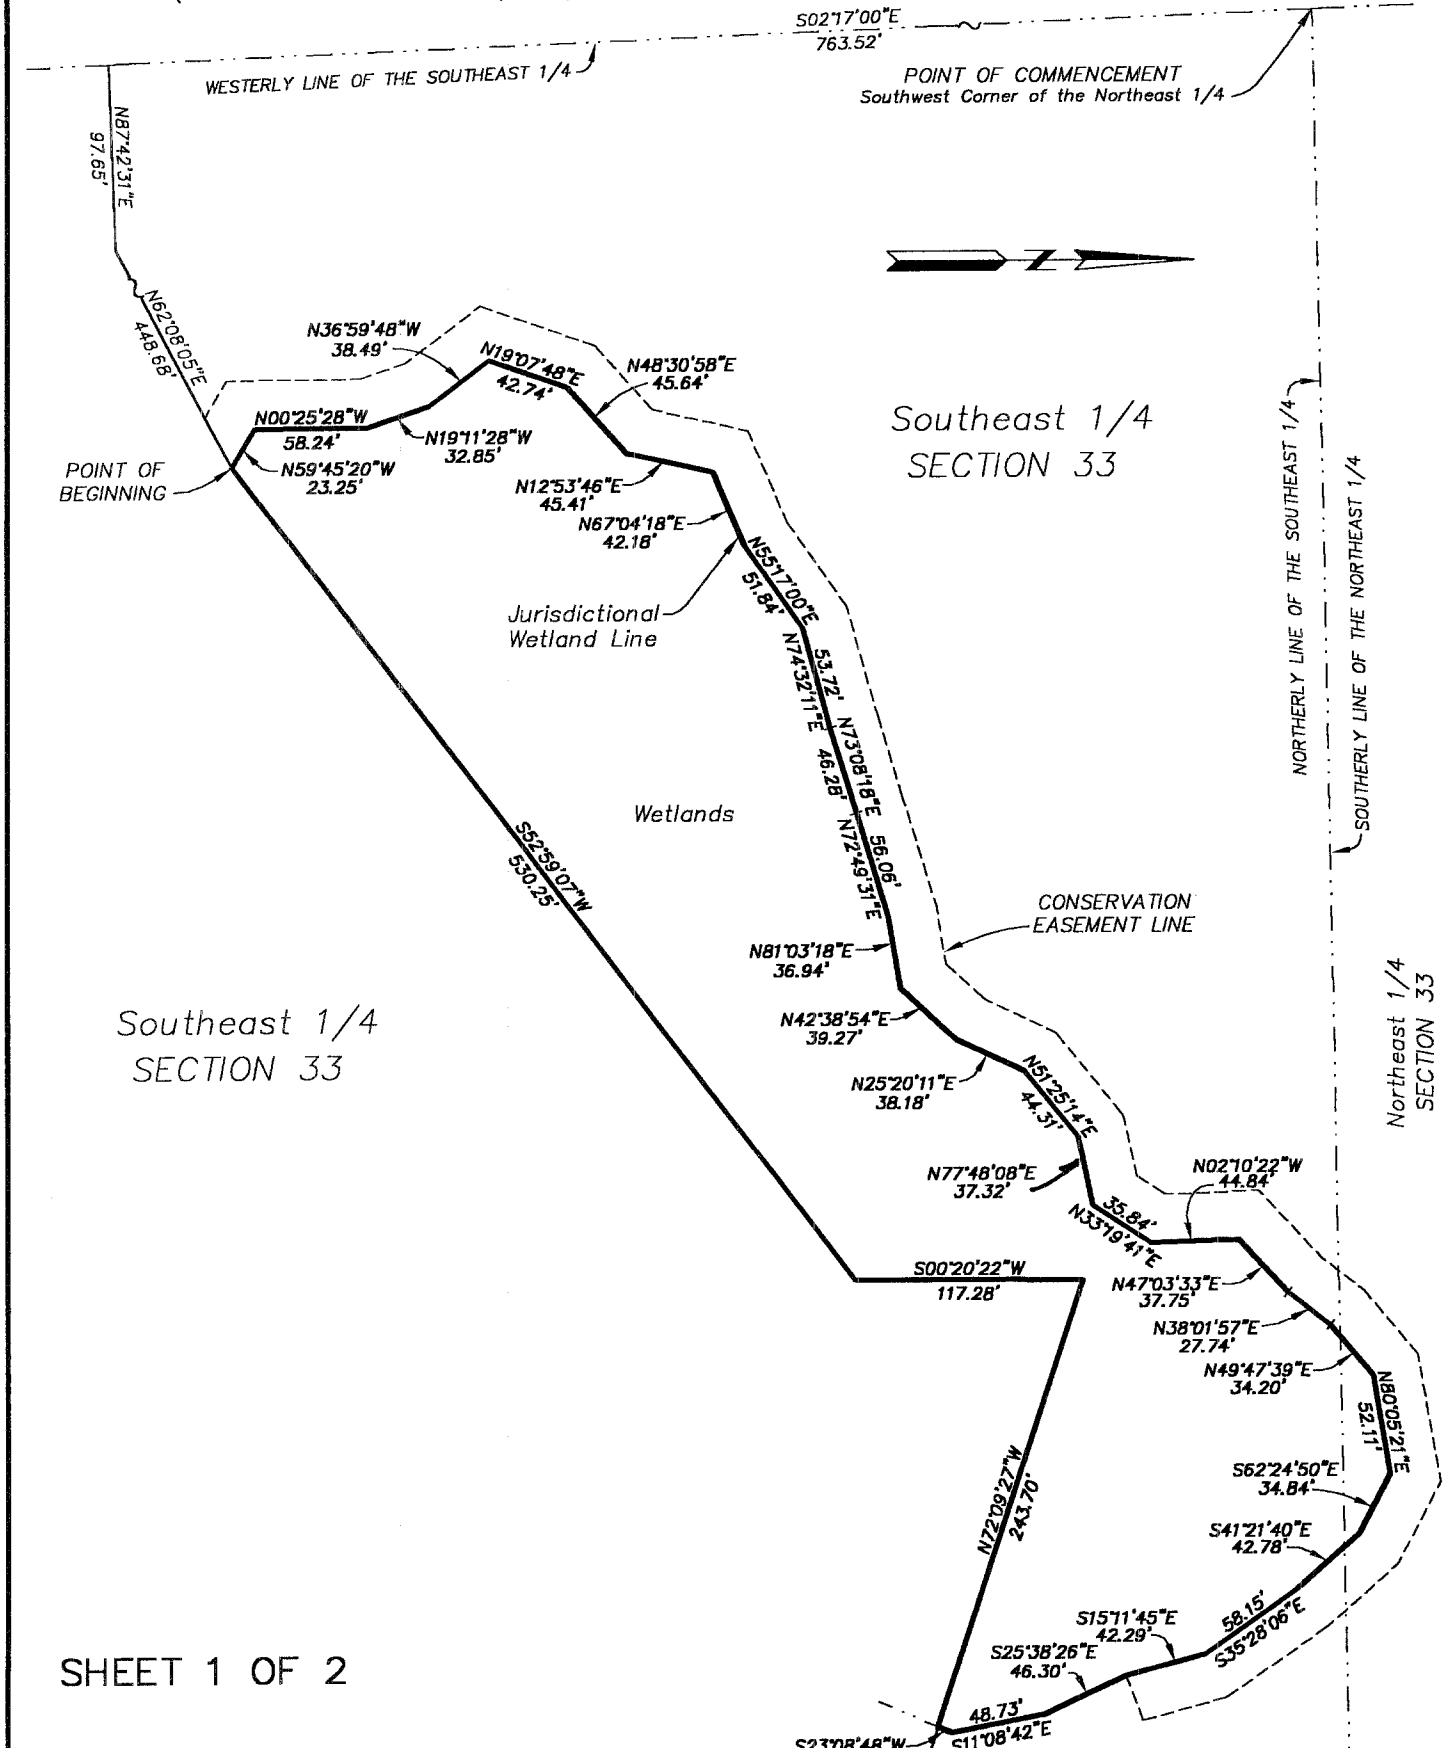 S02°17'00"E
763.52'
WESTERLY LINE OF THE SOUTHEAST 1/4
POINT OF COMMENCEMENT
Southwest Corner of the Northeast 1/4
N87°42'31"E
97.65'
N62°08'05"E
448.68'
N
N36°59'48"W
38.49'
N19°07'48"E
42.74'
N48°30'58"E
45.64'
N00°25'28"W
58.24'
N19°11'28"W
32.85'
POINT OF
BEGINNING
N59°45'20"W
23.25'
N12°53'46"E
45.41'
N67°04'18"E
42.18'
Southeast 1/4
SECTION 33
NORTHERLY LINE OF THE SOUTHEAST 1/4
SOUTHERLY LINE OF THE NORTHEAST 1/4
N55°17'00"E
51.84'
Jurisdictional
Wetland Line
53.72'
N74°32'11"E
N73°08'18"E
46.28'
Wetlands
56.06'
N72°49'31"E
S52°59'07"W
530.25'
CONSERVATION
EASEMENT LINE
N81°03'18"E
36.94'
Southeast 1/4
SECTION 33
N42°38'54"E
39.27'
Northeast 1/4
SECTION 33
N25°20'11"E
38.18'
N51°25'14"E
44.31'
N77°48'08"E
37.32'
N02°10'22"W
44.84'
35.84'
N33°19'41"E
S00°20'22"W
117.28'
N47°03'33"E
37.75'
N38°01'57"E
27.74'
N49°47'39"E
34.20'
N80°05'21"E
52.11'
S62°24'50"E
34.84'
N72°09'27"W
243.70'
S41°21'40"E
42.78'
58.15'
S35°28'06"E
S15°11'45"E
42.29'
S25°38'26"E
46.30'
SHEET 1 OF 2
48.73'
S11°08'42"E
S23°08'48"W